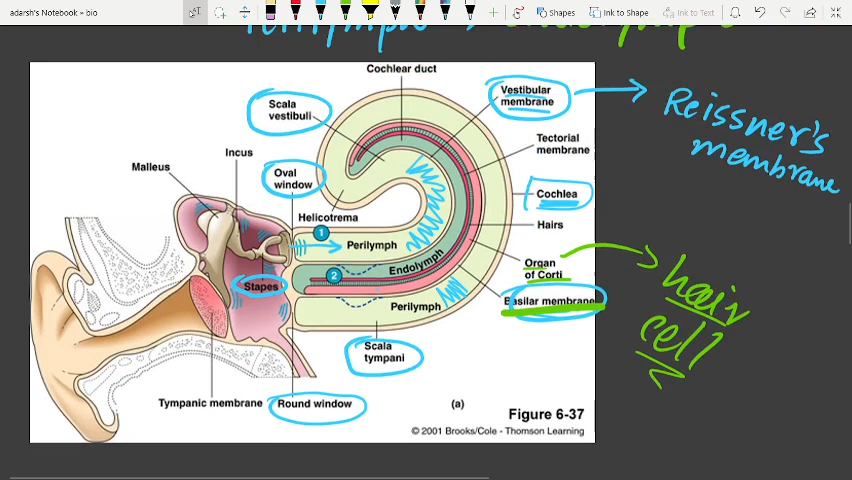 adarsh's Notebook » bio
Shapes
Ink to Shape
Ink to Text
Cochlear duct
Scala
vestibuli
Vestibular
membrane
Reissner's
membrane
Incus
Malleus
Oval
window
Tectorial
membrane
Cochlea
Helicotrema
1
Perilymph
Hairs
Endolymph
2
Stapes
Organ
of Corti
hair
cell
Perilymph
Basilar membrane
Scala
tympani
Tympanic membrane
Round window
(a)
Figure 6-37
© 2001 Brooks/Cole - Thomson Learning